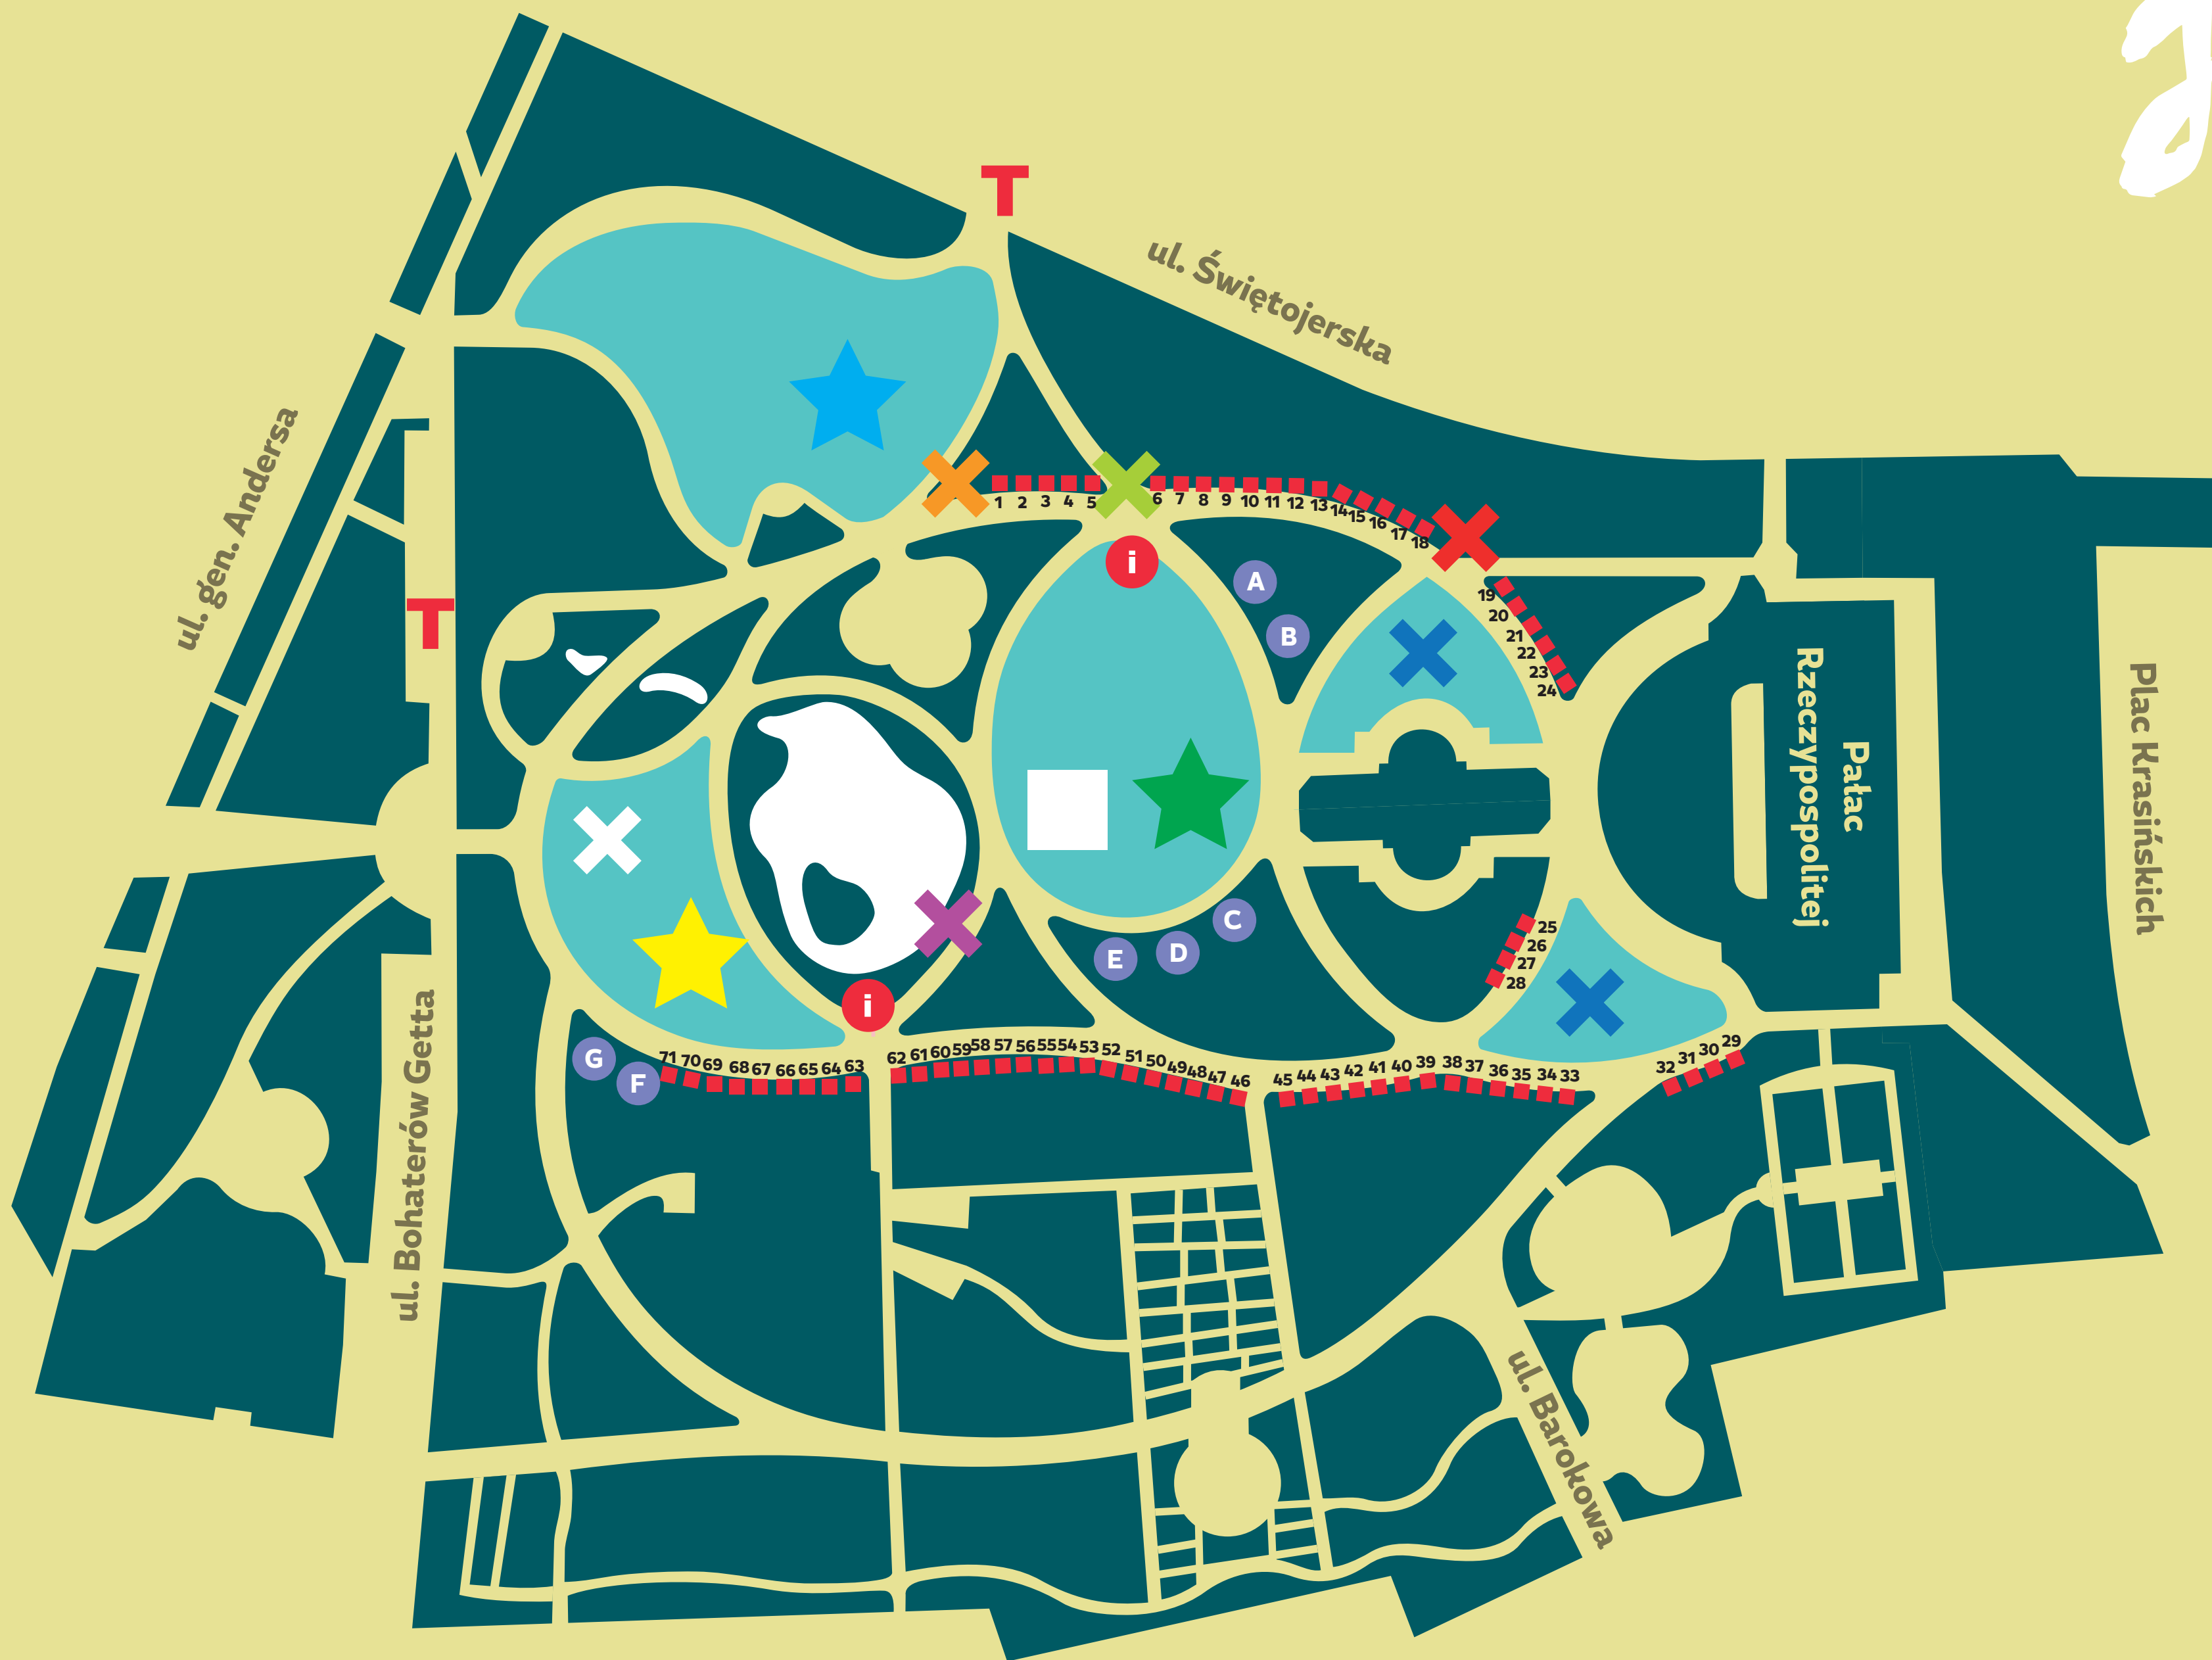 T
ul. Świętojerska
ul. gen. Andersa
1 2 3 4 5
6 7 8 9 10 11 12 13 14 15 16 17 18
i
A
B
T
19
20
21
22
23
24
Pałac
Rzeczypospolitej
Plac Krasińskich
C
D
E
25
26
27
28
i
ul. Bohaterów Getta
G
F
71 70 69 68 67 66 65 64 63
62 61 60 59 58 57 56 55 54 53 52 51 50 49 48 47 46
45 44 43 42 41 40 39 38 37 36 35 34 33
32 31 30 29
ul. Barokowa